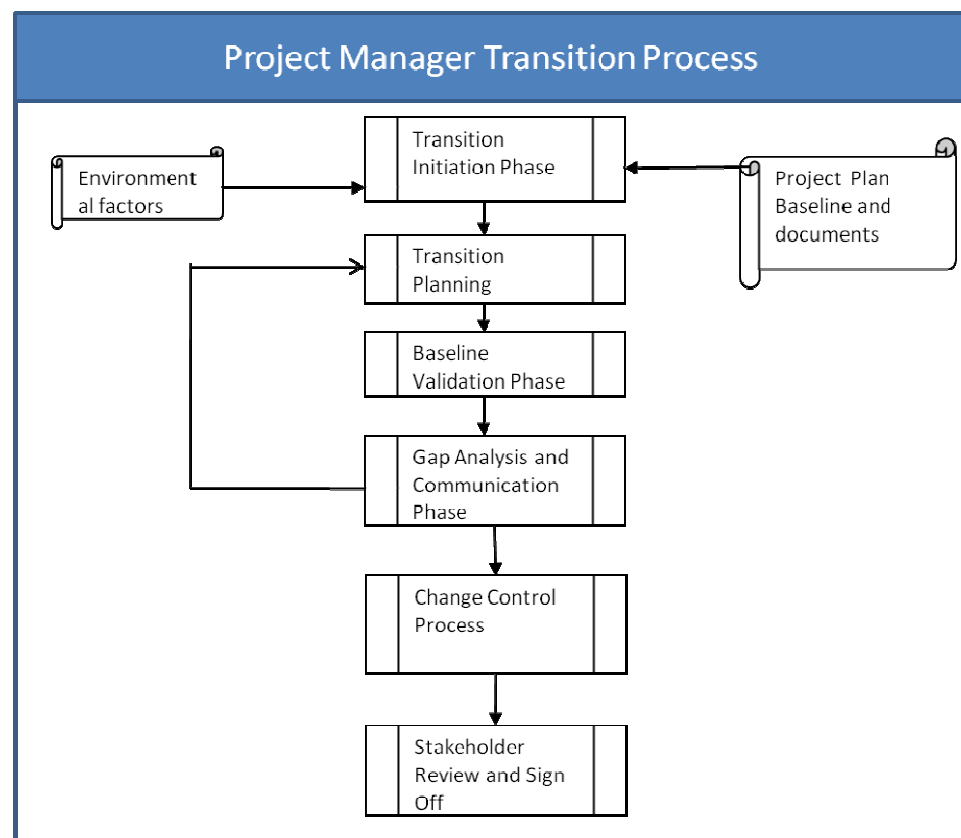 Project Manager Transition Process
Transition
Initiation Phase
Environment
al factors
Project Plan
Baseline and
documents
Transition
Planning
Baseline
Validation Phase
Gap Analysis and
Communication
Phase
Change Control
Process
Stakeholder
Review and Sign
Off